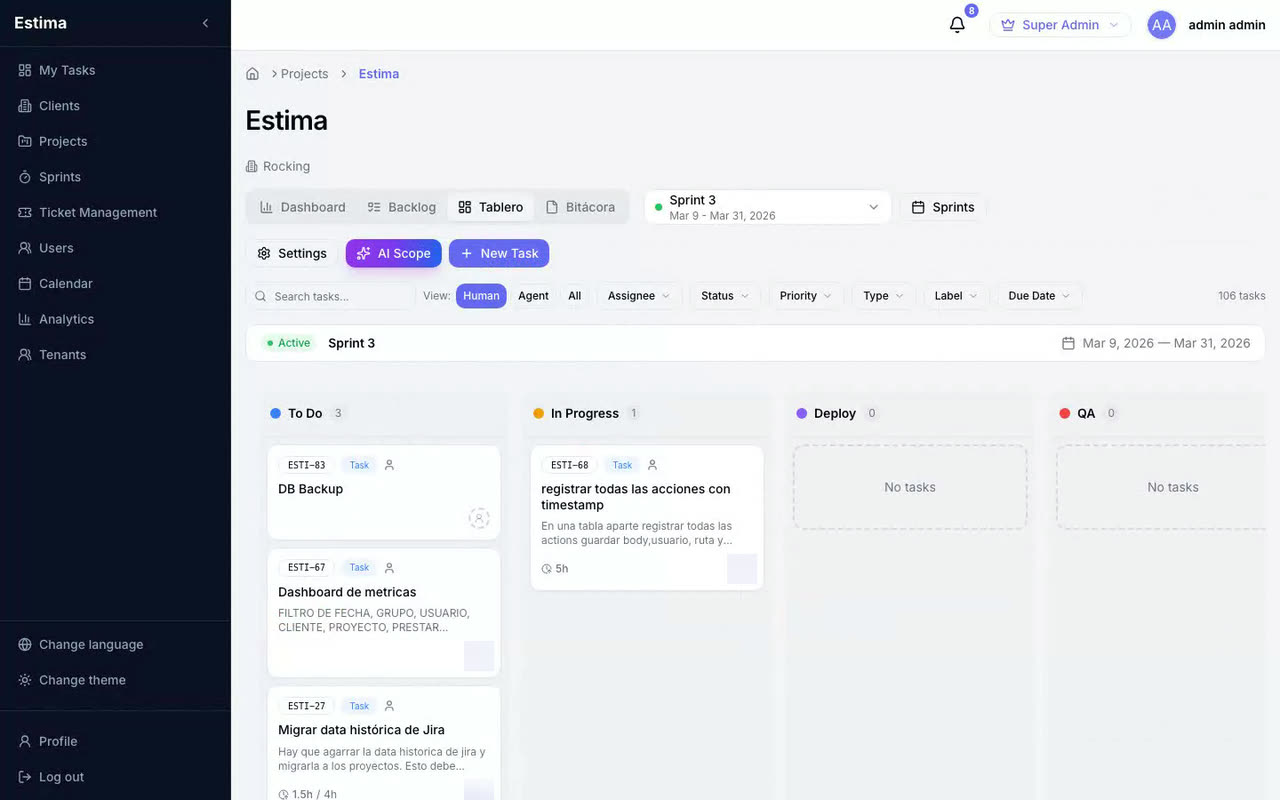 Estima
My Tasks
Clients
Projects
Sprints
Ticket Management
Users
Calendar
Analytics
Tenants
Change language
Change theme
Profile
Log out
8
Super Admin
AA
admin admin
Projects
Estima
Estima
Rocking
Dashboard
Backlog
Tablero
Bitácora
Sprint 3
Mar 9 - Mar 31, 2026
Sprints
Settings
AI Scope
New Task
Search tasks...
View:
Human
Agent
All
Assignee
Status
Priority
Type
Label
Due Date
106 tasks
Active
Sprint 3
Mar 9, 2026 — Mar 31, 2026
To Do 3
ESTI-83
Task
DB Backup
ESTI-67
Task
Dashboard de metricas
FILTRO DE FECHA, GRUPO, USUARIO,
CLIENTE, PROYECTO, PRESTAR...
ESTI-27
Task
Migrar data histórica de Jira
Hay que agarrar la data historica de jira y
migrarla a los proyectos. Esto debe...
1.5h / 4h
In Progress 1
ESTI-68
Task
registrar todas las acciones con
timestamp
En una tabla aparte registrar todas las
actions guardar body,usuario, ruta y...
5h
Deploy 0
No tasks
QA 0
No tasks